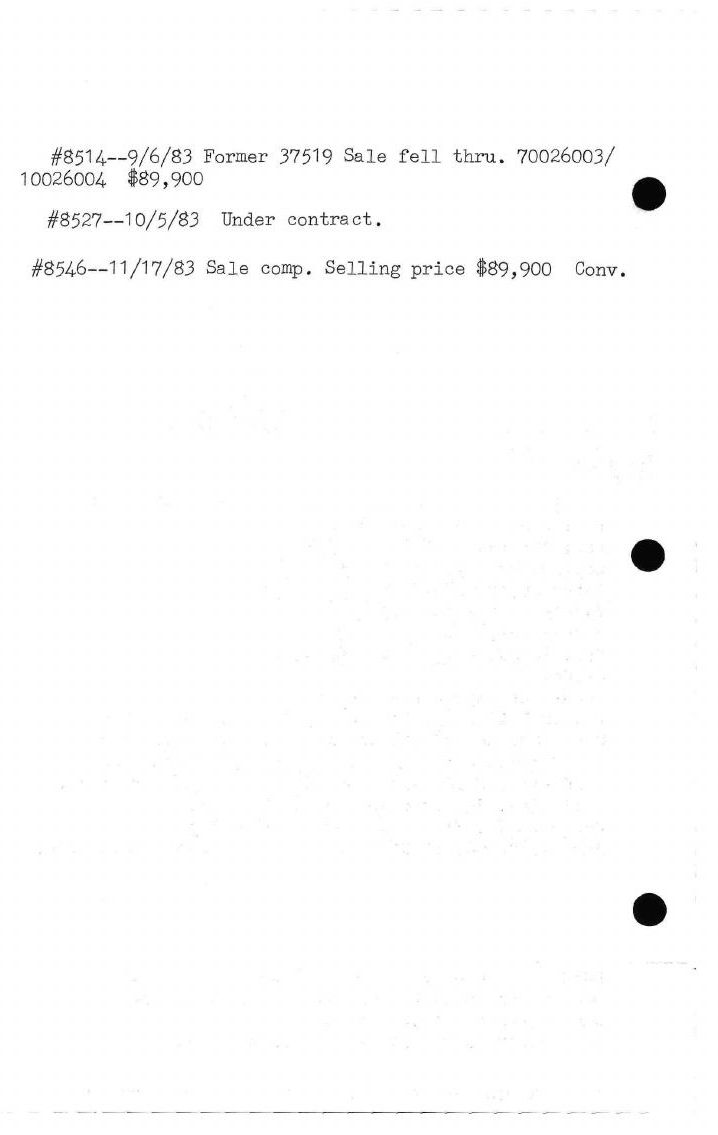 #8514--9/6/83 Former 37519 Sale fell thru. 70026003/
10026004 $89,900
#8527--10/5/83 Under contract.
#8546--11/17/83 Sale comp. Selling price $89,900 Conv.